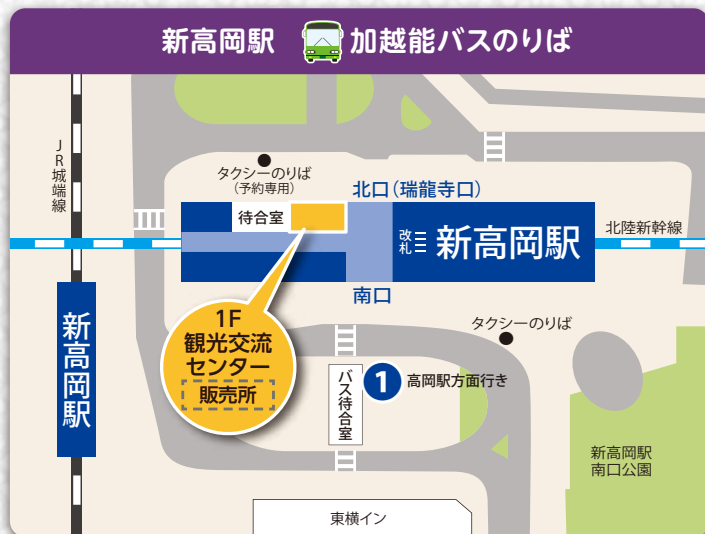 新高岡駅 加越能バスのりば
JR城端線
タクシーのりば
(予約専用)
北口(瑞龍寺口)
待合室
改札
新高岡駅
北陸新幹線
南口
新高岡駅
1F
観光交流
センター
販売所
タクシーのりば
バス待合室
1 高岡駅方面行き
新高岡駅
南口公園
東横イン